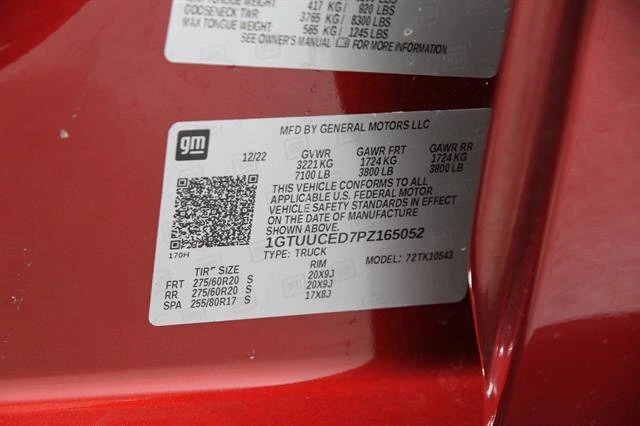 MAX TONGUE WEIGHT: 417 KG / 920 LBS
GOOSENECK TWR: 3765 KG / 8300 LBS
MAX TONGUE WEIGHT: 565 KG / 1245 LBS
SEE OWNER'S MANUAL FOR MORE INFORMATION
gm
MFD BY GENERAL MOTORS LLC
12/22 GVWR GAWR FRT GAWR RR
3221 KG 1724 KG 1724 KG
7100 LB 3800 LB 3800 LB
THIS VEHICLE CONFORMS TO ALL
APPLICABLE U.S. FEDERAL MOTOR
VEHICLE SAFETY STANDARDS IN EFFECT
ON THE DATE OF MANUFACTURE
SHOWN ABOVE.
1GTUUCED7PZ165052
170H
TYPE: TRUCK MODEL: 72TK10543
TIRE SIZE RIM
FRT 275/60R20 S 20X9J
RR 275/60R20 S 20X9J
SPA 255/80R17 S 17X8J